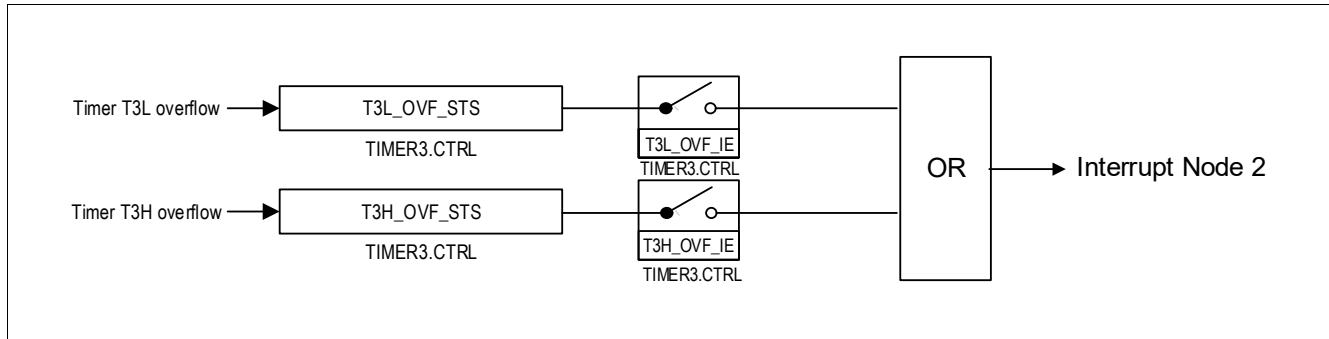 Timer T3L overflow
T3L_OVF_STS
TIMER3.CTRL
T3L_OVF_IE
TIMER3.CTRL
Timer T3H overflow
T3H_OVF_STS
TIMER3.CTRL
T3H_OVF_IE
TIMER3.CTRL
OR
Interrupt Node 2